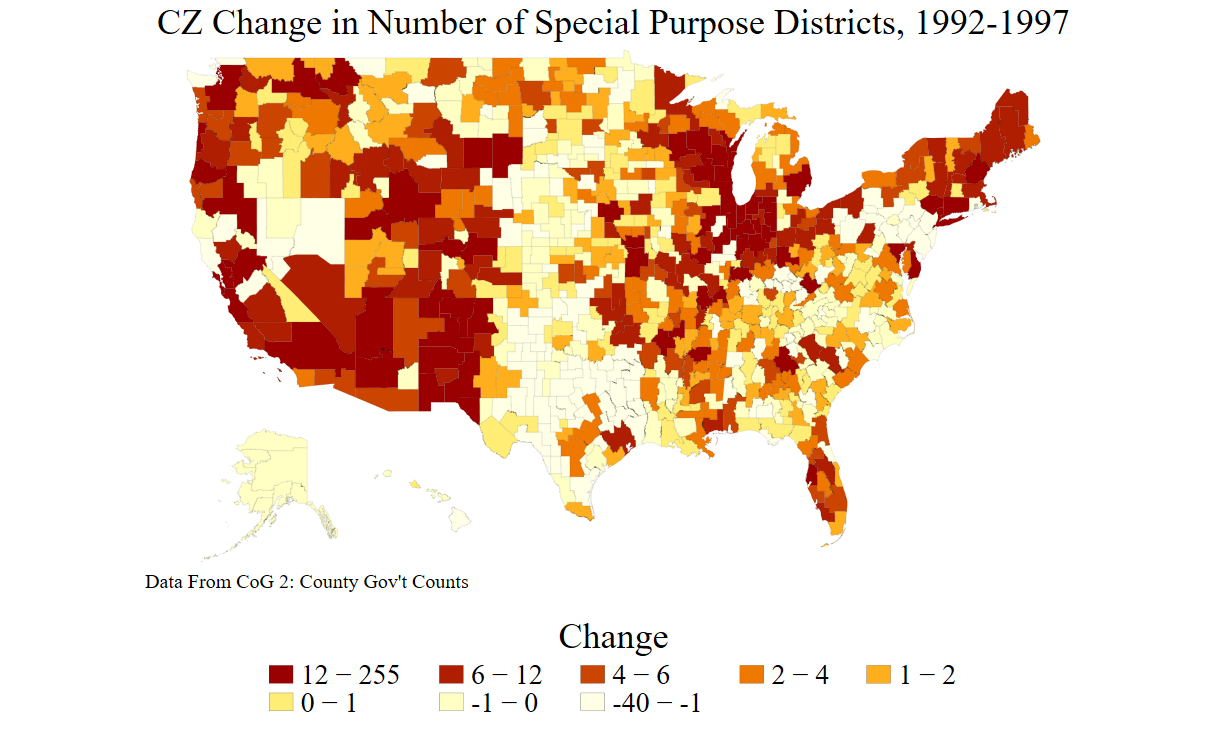 CZ Change in Number of Special Purpose Districts, 1992-1997
Data From CoG 2: County Gov't Counts
Change
12 − 255 6 − 12 4 − 6 2 − 4 1 − 2
0 − 1 -1 − 0 -40 − -1